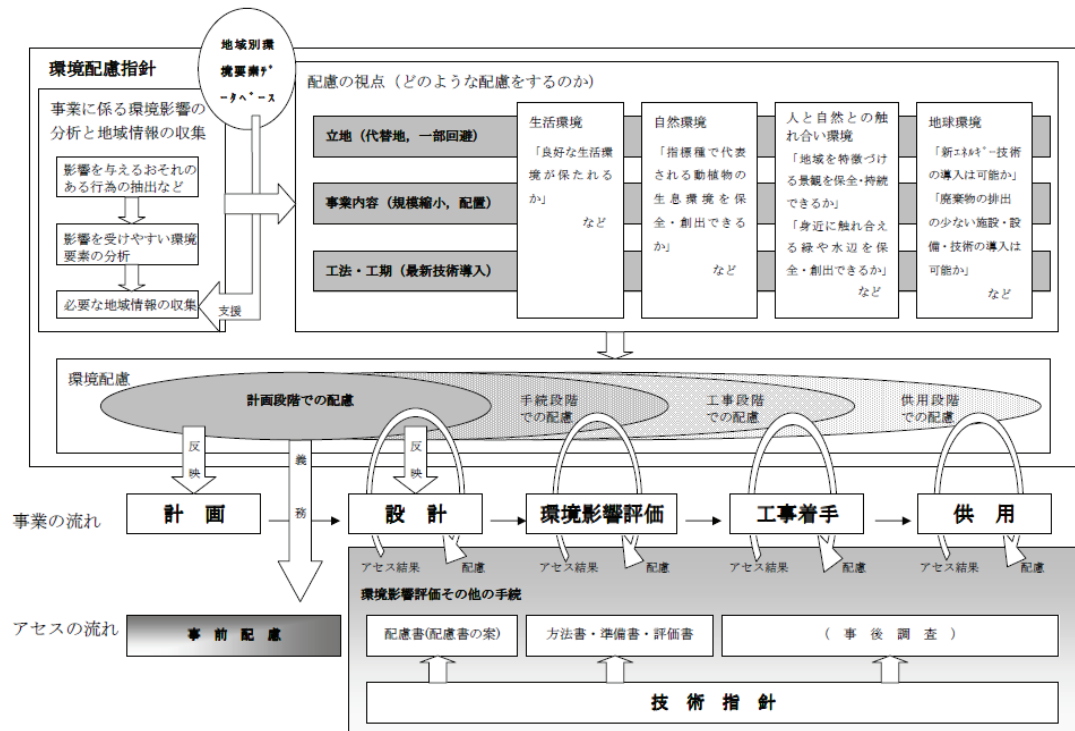 地域別環
境要素ﾃﾞ
ｰﾀﾍﾞｰｽ
環境配慮指針
事業に係る環境影響の
分析と地域情報の収集
影響を与えるおそれの
ある行為の抽出など
影響を受けやすい環境
要素の分析
必要な地域情報の収集
支援
配慮の視点（どのような配慮をするのか）
立地（代替地，一部回避）
事業内容（規模縮小，配置）
工法・工期（最新技術導入）
生活環境
「良好な生活環
境が保たれる
か」
など
自然環境
「指標種で代表
される動植物の
生息環境を保
全・創出できる
か」
など
人と自然との触
れ合い環境
「地域を特徴づけ
る景観を保全・持続
できるか」
「身近に触れ合え
る緑や水辺を保
全・創出できるか」
など
地球環境
「新ｴﾈﾙｷﾞｰ技術
の導入は可能か」
「廃棄物の排出
の少ない施設・設
備・技術の導入は
可能か」
など
環境配慮
計画段階での配慮
手続段階
での配慮
工事段階
での配慮
供用段階
での配慮
反
映
義
務
反
映
事業の流れ
計 画
設 計
環境影響評価
工事着手
供 用
アセス結果
配慮
アセス結果
配慮
アセス結果
配慮
アセス結果
配慮
環境影響評価その他の手続
アセスの流れ
事 前 配 慮
配慮書(配慮書の案)
方法書・準備書・評価書
（ 事 後 調 査 ）
技 術 指 針